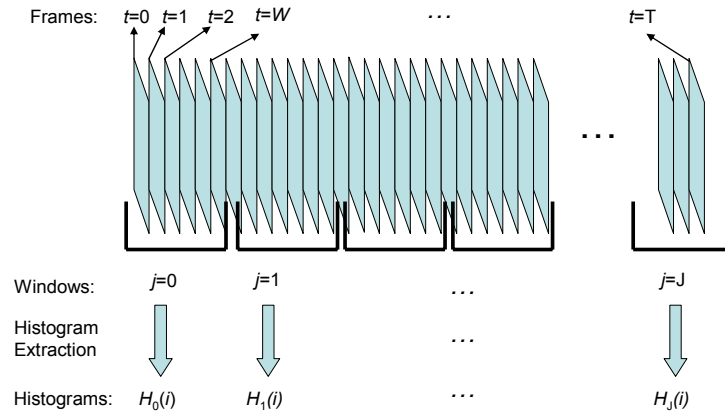 Frames: t=0 t=1 t=2 t=W ... t=T
...
Windows: j=0 j=1 ... j=J
Histogram
Extraction ...
Histograms: H0(i) H1(i) ... HJ(i)